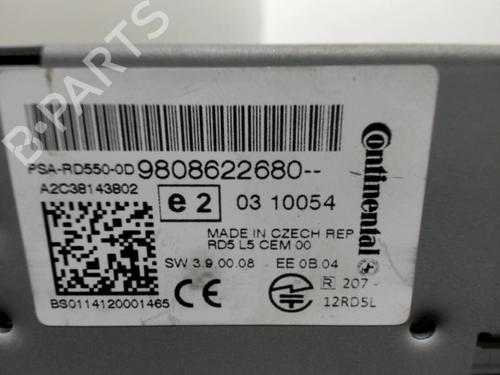 B-PARTS
PSA-RD550-0D 9808622680--
A2C38143802
e2 03 10054
MADE IN CZECH REP
RD5 L5 CEM 00
SW 3.9 00.08 EE 0B.04
CE R 207-
12RD5L
BS0114120001465
Continental